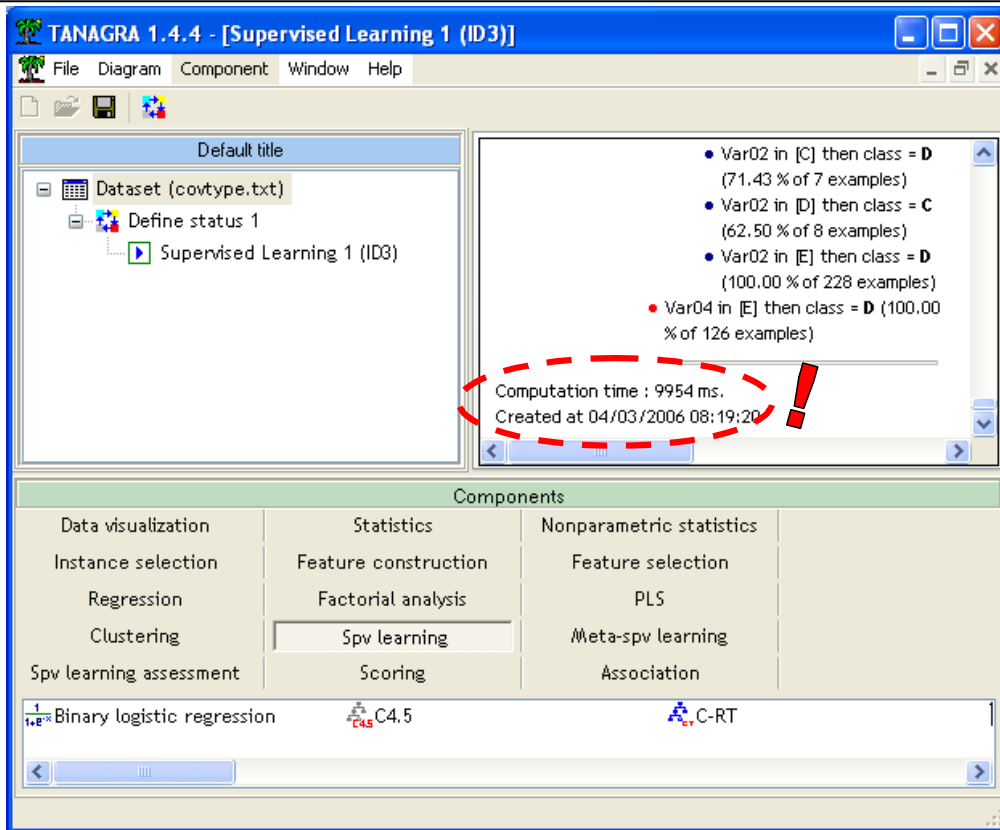 TANAGRA 1.4.4 - [Supervised Learning 1 (ID3)]
File Diagram Component Window Help
Default title
Dataset (covtype.txt)
Define status 1
Supervised Learning 1 (ID3)
Var02 in [C] then class = D
(71.43 % of 7 examples)
Var02 in [D] then class = C
(62.50 % of 8 examples)
Var02 in [E] then class = D
(100.00 % of 228 examples)
Var04 in [E] then class = D (100.00
% of 126 examples)
Computation time : 9954 ms.
Created at 04/03/2006 08:19:20
!
Components
Data visualization Statistics Nonparametric statistics
Instance selection Feature construction Feature selection
Regression Factorial analysis PLS
Clustering Spv learning Meta-spv learning
Spv learning assessment Scoring Association
Binary logistic regression C4.5 C-RT